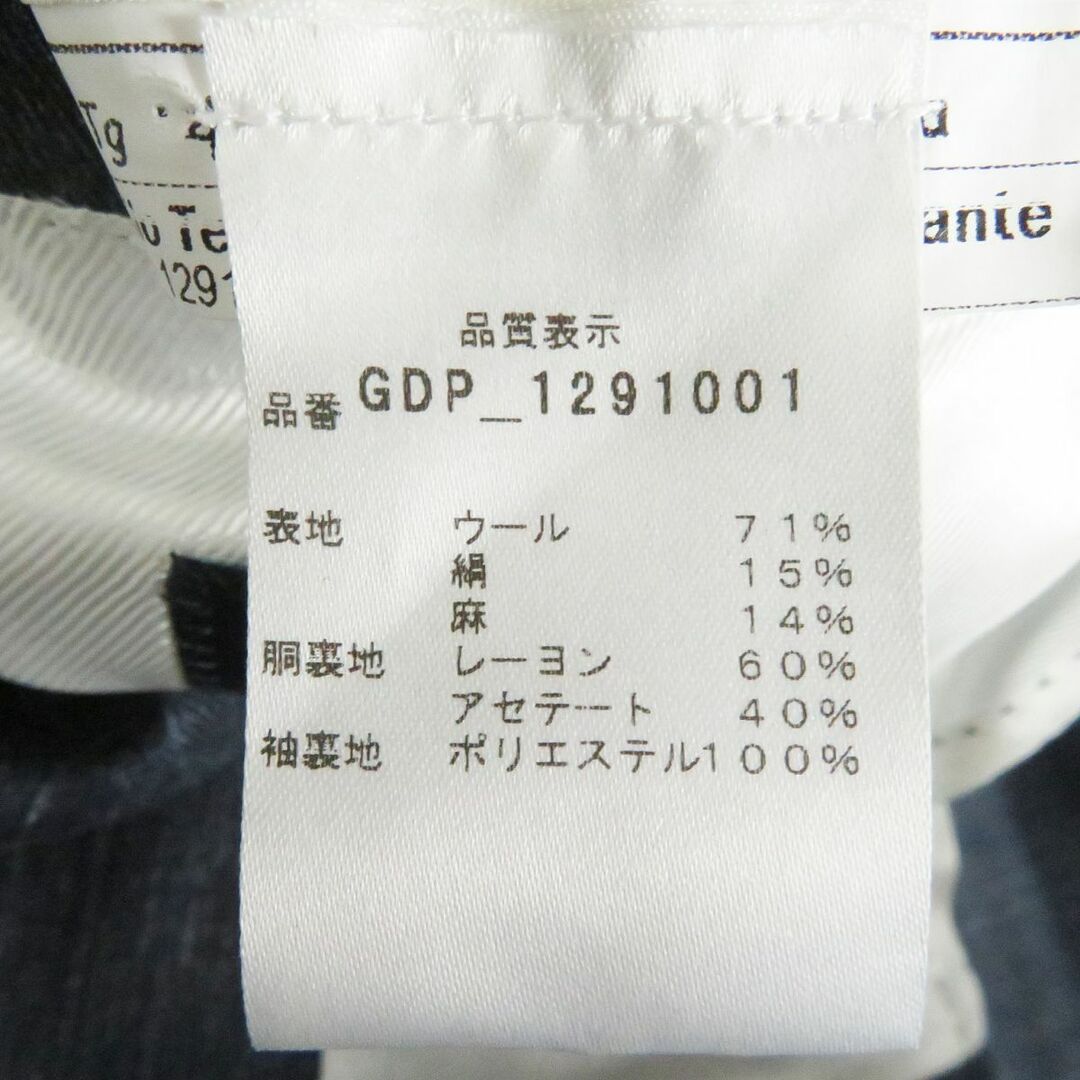 Tg
品質表示
品番 GDP_1291001
表地 ウール 71%
絹 15%
麻 14%
胴裏地 レーヨン 60%
アセテート 40%
袖裏地 ポリエステル100%